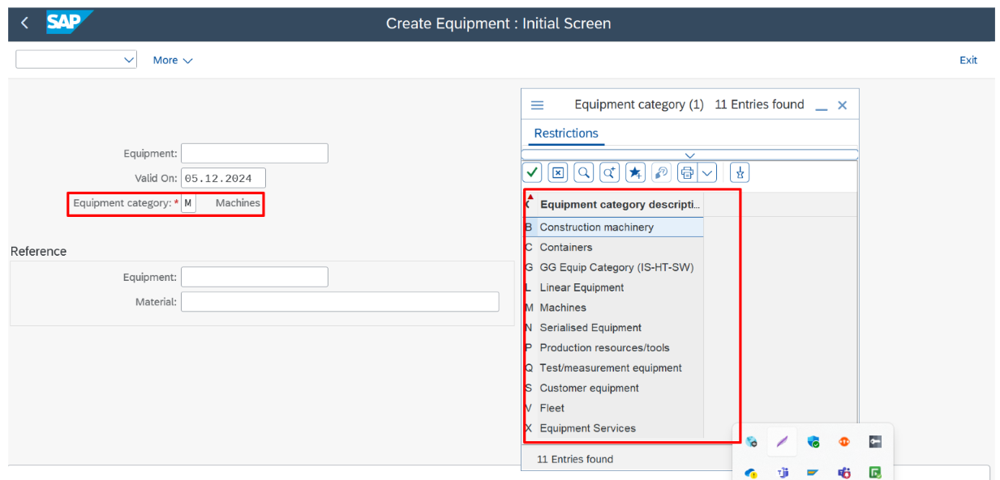 SAP
Create Equipment : Initial Screen
More
Exit
Equipment:
Valid On: 05.12.2024
Equipment category: * M Machines
Reference
Equipment:
Material:
Equipment category (1) 11 Entries found
Restrictions
Equipment category descripti...
B Construction machinery
C Containers
G GG Equip Category (IS-HT-SW)
L Linear Equipment
M Machines
N Serialised Equipment
P Production resources/tools
Q Test/measurement equipment
S Customer equipment
V Fleet
X Equipment Services
11 Entries found